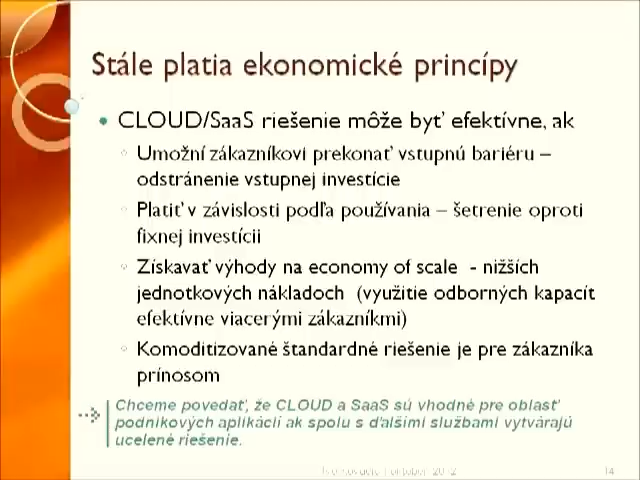 Stále platia ekonomické princípy
CLOUD/SaaS riešenie môže byť efektívne, ak
Umožní zákazníkovi prekonať vstupnú bariéru –
odstránenie vstupnej investície
Platiť v závislosti podľa používania – šetrenie oproti
fixnej investícii
Získavať výhody na economy of scale - nižších
jednotkových nákladoch (využitie odborných kapacít
efektívne viacerými zákazníkmi)
Komoditizované štandardné riešenie je pre zákazníka
prínosom
Chceme povedať, že CLOUD a SaaS sú vhodné pre oblasť
podnikových aplikácií ak spolu s ďalšími službami vytvárajú
ucelené riešenie.
október 2012
14